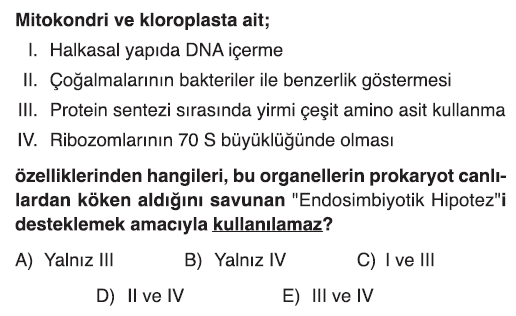 Mitokondri ve kloroplasta ait;
I. Halkasal yapıda DNA içerme
II. Çoğalmalarının bakteriler ile benzerlik göstermesi
III. Protein sentezi sırasında yirmi çeşit amino asit kullanma
IV. Ribozomlarının 70 S büyüklüğünde olması
özelliklerinden hangileri, bu organellerin prokaryot canlı-
lardan köken aldığını savunan "Endosimbiyotik Hipotez"i
desteklemek amacıyla kullanılamaz?
A) Yalnız III B) Yalnız IV C) I ve III
D) II ve IV E) III ve IV